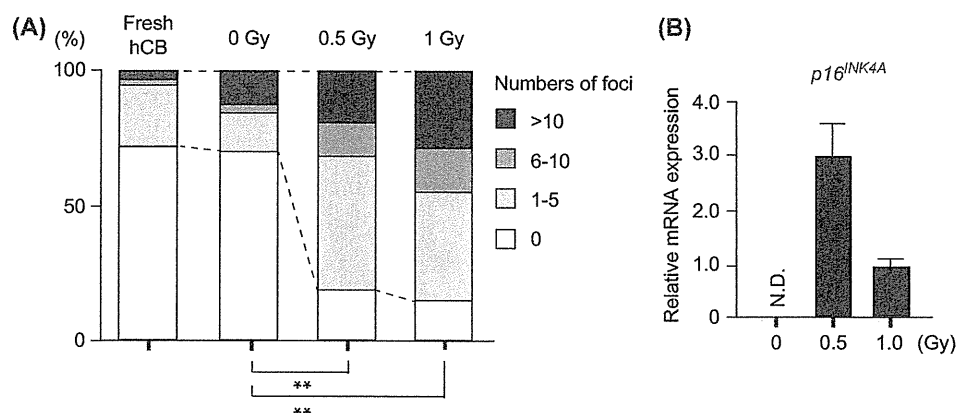 (A)
(%)
Fresh
hCB
0 Gy
0.5 Gy
1 Gy
100
50
0
Numbers of foci
>10
6-10
1-5
0
**
**
(B)
p16INK4A
Relative mRNA expression
4.0
3.0
2.0
1.0
0
N.D.
0
0.5
1.0
(Gy)